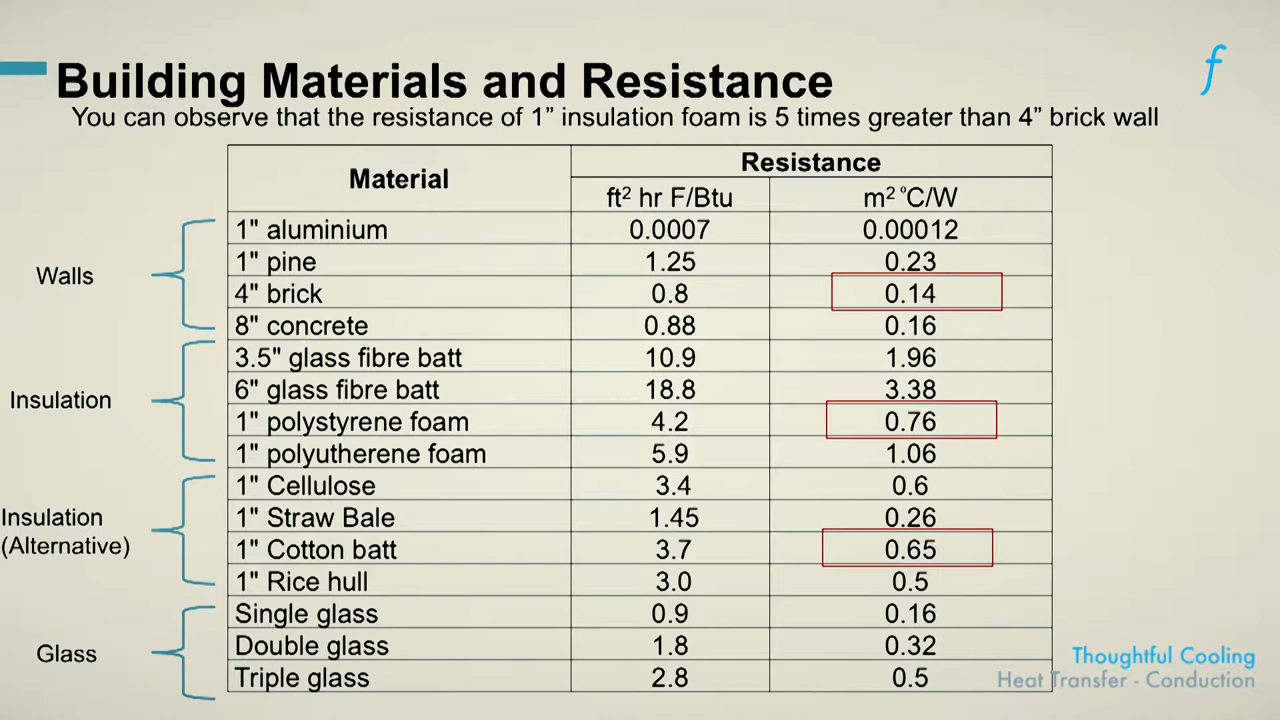 Building Materials and Resistance
f
You can observe that the resistance of 1” insulation foam is 5 times greater than 4” brick wall
Material
Resistance
ft² hr F/Btu m² ºC/W
Walls
1" aluminium 0.0007 0.00012
1" pine 1.25 0.23
4" brick 0.8 0.14
8" concrete 0.88 0.16
Insulation
3.5" glass fibre batt 10.9 1.96
6" glass fibre batt 18.8 3.38
1" polystyrene foam 4.2 0.76
1" polyutherene foam 5.9 1.06
Insulation
(Alternative)
1" Cellulose 3.4 0.6
1" Straw Bale 1.45 0.26
1" Cotton batt 3.7 0.65
1" Rice hull 3.0 0.5
Glass
Single glass 0.9 0.16
Double glass 1.8 0.32
Triple glass 2.8 0.5
Thoughtful Cooling
Heat Transfer - Conduction